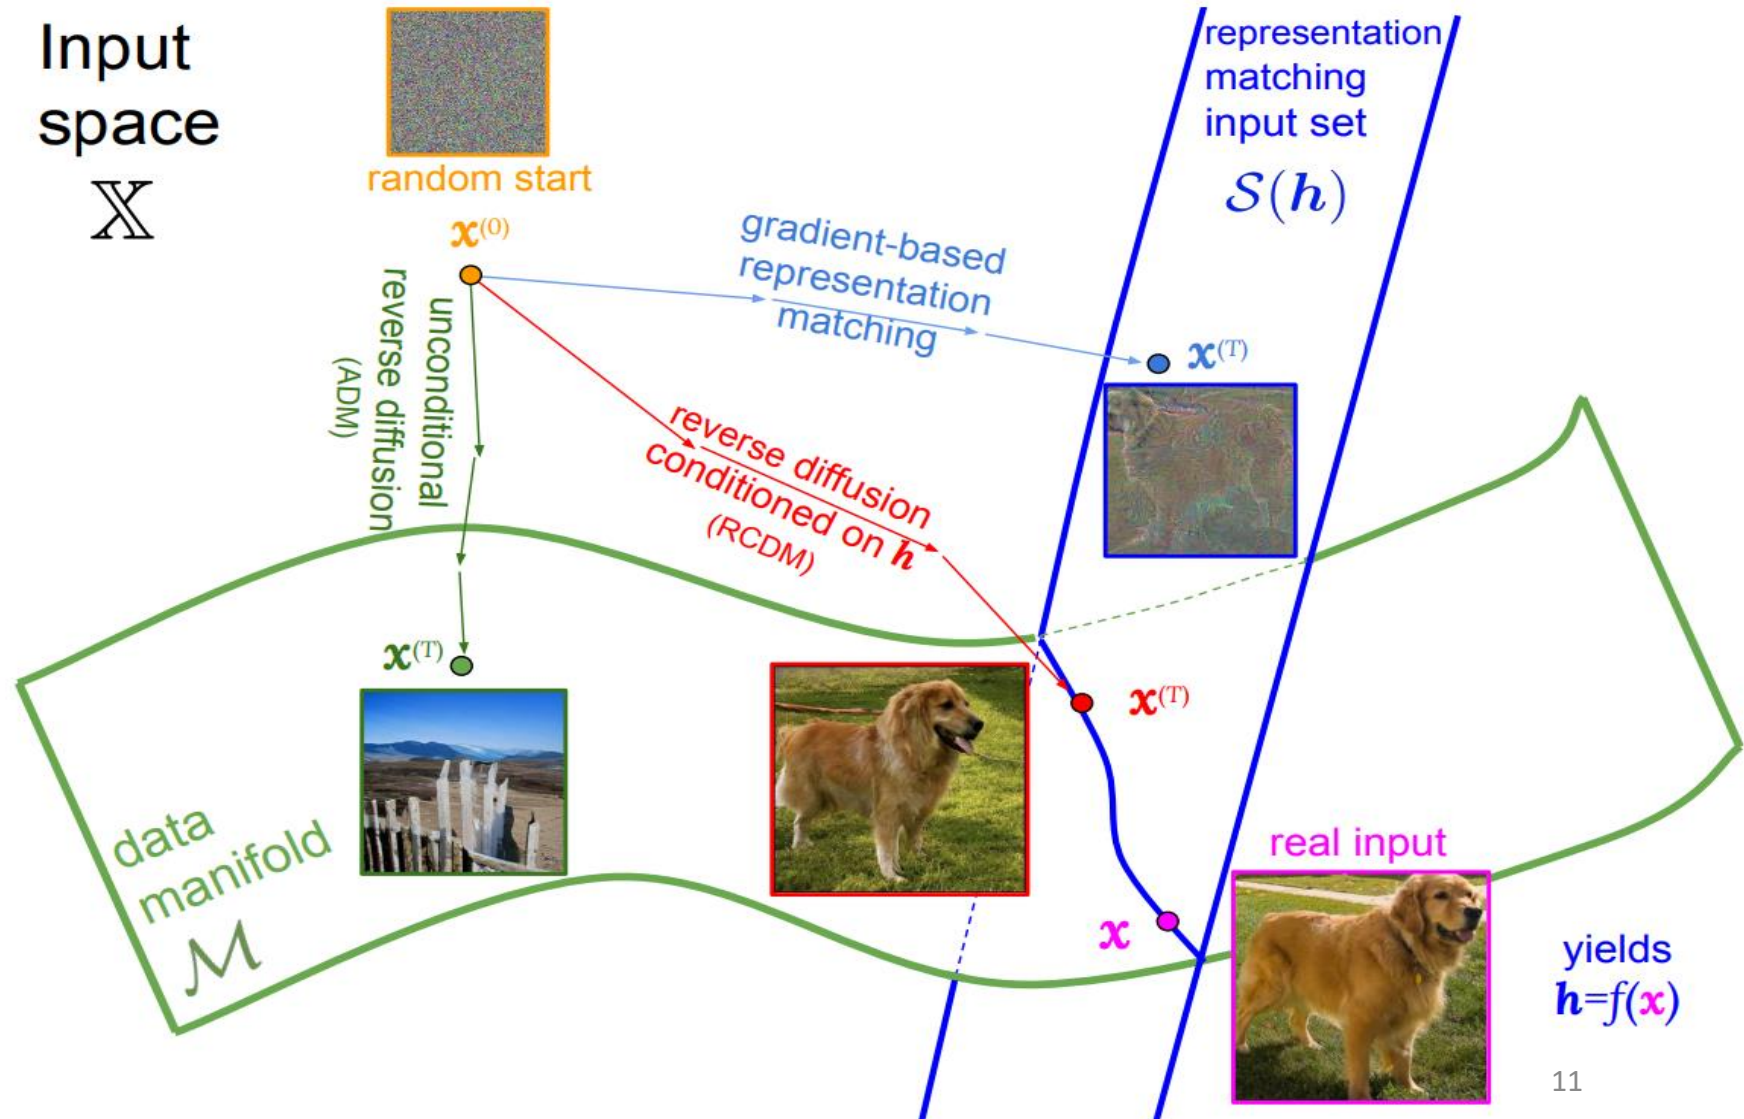 Input
space
𝕏
random start
x⁽⁰⁾
representation
matching
input set
𝒮(h)
gradient-based
representation
matching
x⁽ᵀ⁾
unconditional
reverse diffusion
(ADM)
reverse diffusion
conditioned on h
(RCDM)
x⁽ᵀ⁾
x⁽ᵀ⁾
data
manifold
ℳ
real input
x
yields
h=f(x)
11